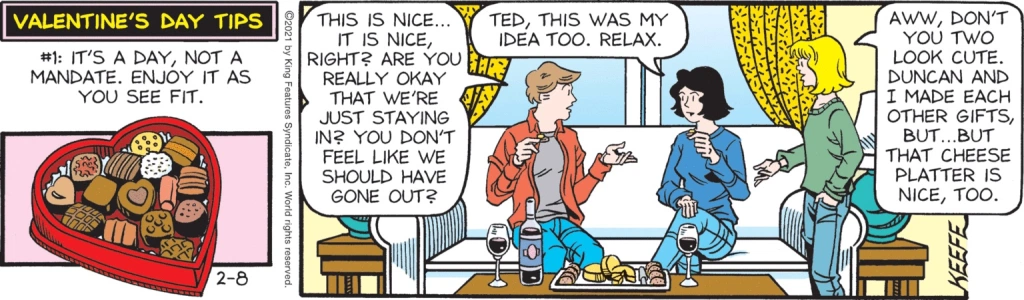 VALENTINE'S DAY TIPS
#1: IT'S A DAY, NOT A
MANDATE. ENJOY IT AS
YOU SEE FIT.
2-8
©2021 by King Features Syndicate, Inc. World rights reserved.
THIS IS NICE...
IT IS NICE,
RIGHT? ARE YOU
REALLY OKAY
THAT WE'RE
JUST STAYING
IN? YOU DON'T
FEEL LIKE WE
SHOULD HAVE
GONE OUT?
TED, THIS WAS MY
IDEA TOO. RELAX.
AWW, DON'T
YOU TWO
LOOK CUTE.
DUNCAN AND
I MADE EACH
OTHER GIFTS,
BUT...BUT
THAT CHEESE
PLATTER IS
NICE, TOO.
KEEFE